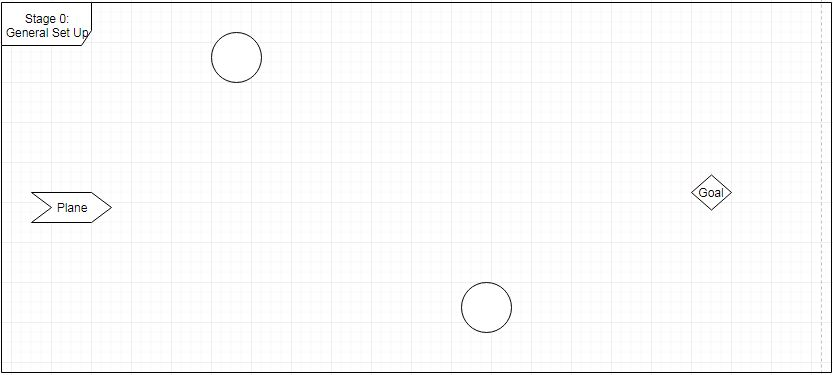 Stage 0:
General Set Up
Plane
Goal